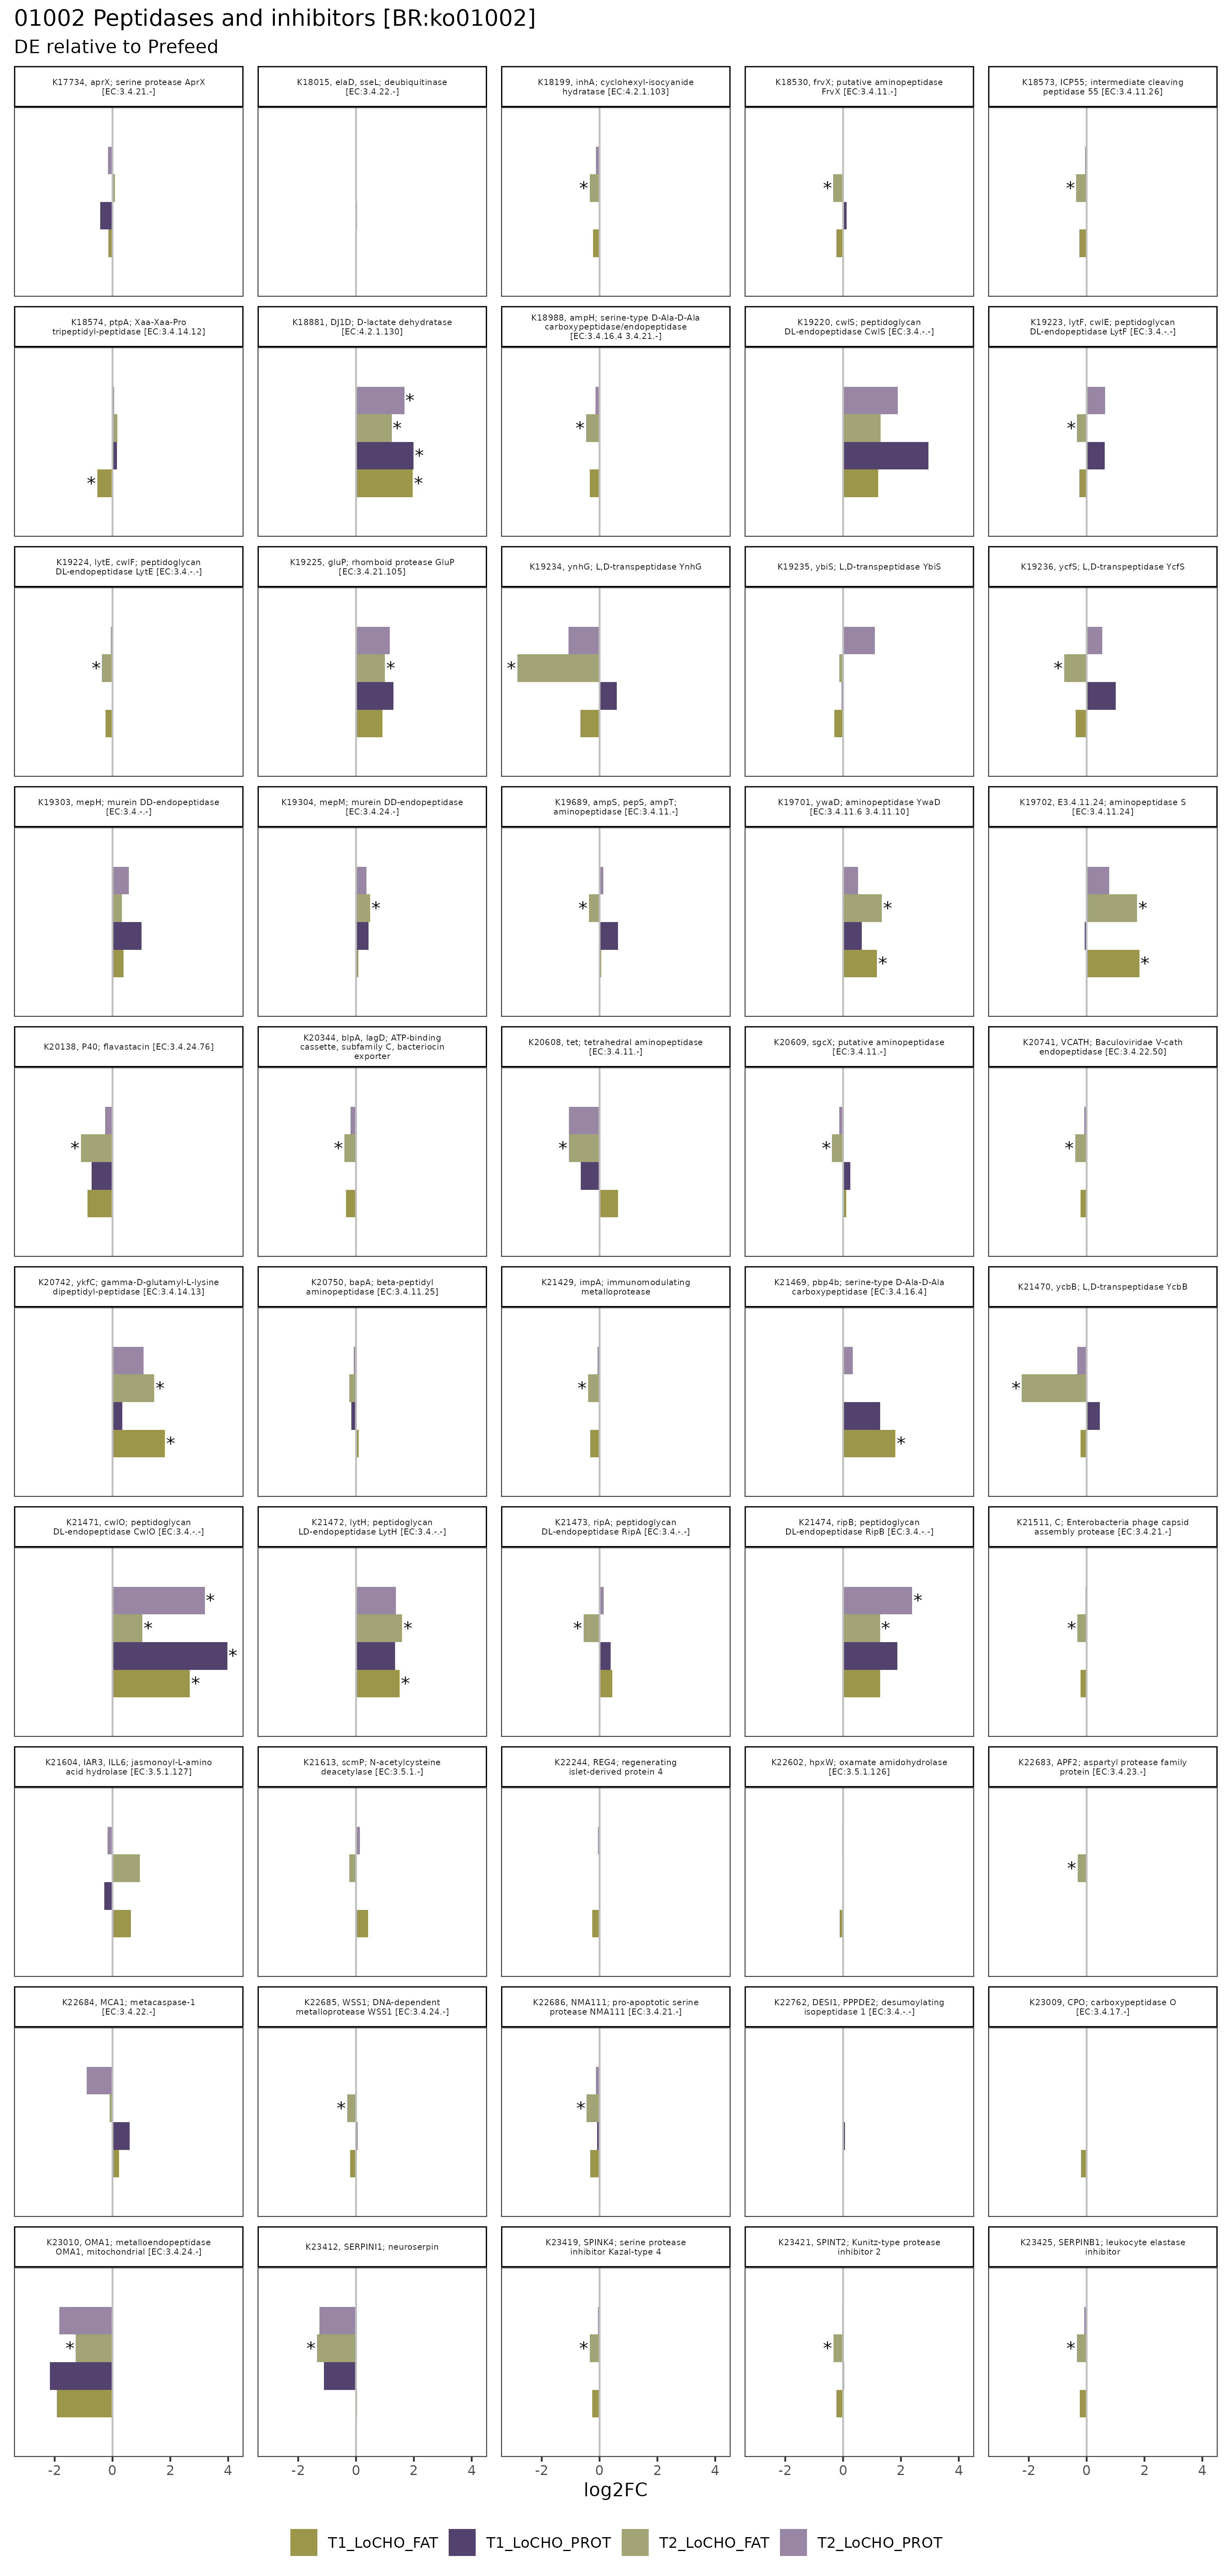 01002 Peptidases and inhibitors [BR:ko01002]
DE relative to Prefeed
K17734, aprX; serine protease AprX
[EC:3.4.21.-]
K18015, elaD, sseL; deubiquitinase
[EC:3.4.22.-]
K18199, inhA; cyclohexyl-isocyanide
hydratase [EC:4.2.1.103]
K18530, frvX; putative aminopeptidase
FrvX [EC:3.4.11.-]
K18573, ICP55; intermediate cleaving
peptidase 55 [EC:3.4.11.26]
*
*
*
K18574, ptpA; Xaa-Xaa-Pro
tripeptidyl-peptidase [EC:3.4.14.12]
K18881, DJ1D; D-lactate dehydratase
[EC:4.2.1.130]
K18988, ampH; serine-type D-Ala-D-Ala
carboxypeptidase/endopeptidase
[EC:3.4.16.4 3.4.21.-]
K19220, cwlS; peptidoglycan
DL-endopeptidase CwlS [EC:3.4.-.-]
K19223, lytF, cwlE; peptidoglycan
DL-endopeptidase LytF [EC:3.4.-.-]
*
*
*
*
*
*
*
K19224, lytE, cwlF; peptidoglycan
DL-endopeptidase LytE [EC:3.4.-.-]
K19225, gluP; rhomboid protease GluP
[EC:3.4.21.105]
K19234, ynhG; L,D-transpeptidase YnhG
K19235, ybiS; L,D-transpeptidase YbiS
K19236, ycfS; L,D-transpeptidase YcfS
*
*
*
*
K19303, mepH; murein DD-endopeptidase
[EC:3.4.-.-]
K19304, mepM; murein DD-endopeptidase
[EC:3.4.24.-]
K19689, ampS, pepS, ampT;
aminopeptidase [EC:3.4.11.-]
K19701, ywaD; aminopeptidase YwaD
[EC:3.4.11.6 3.4.11.10]
K19702, E3.4.11.24; aminopeptidase S
[EC:3.4.11.24]
*
*
*
*
*
*
K20138, P40; flavastacin [EC:3.4.24.76]
K20344, blpA, lagD; ATP-binding
cassette, subfamily C, bacteriocin
exporter
K20608, tet; tetrahedral aminopeptidase
[EC:3.4.11.-]
K20609, sgcX; putative aminopeptidase
[EC:3.4.11.-]
K20741, VCATH; Baculoviridae V-cath
endopeptidase [EC:3.4.22.50]
*
*
*
*
*
K20742, ykfC; gamma-D-glutamyl-L-lysine
dipeptidyl-peptidase [EC:3.4.14.13]
K20750, bapA; beta-peptidyl
aminopeptidase [EC:3.4.11.25]
K21429, impA; immunomodulating
metalloprotease
K21469, pbp4b; serine-type D-Ala-D-Ala
carboxypeptidase [EC:3.4.16.4]
K21470, ycbB; L,D-transpeptidase YcbB
*
*
*
*
*
K21471, cwlO; peptidoglycan
DL-endopeptidase CwlO [EC:3.4.-.-]
K21472, lytH; peptidoglycan
LD-endopeptidase LytH [EC:3.4.-.-]
K21473, ripA; peptidoglycan
DL-endopeptidase RipA [EC:3.4.-.-]
K21474, ripB; peptidoglycan
DL-endopeptidase RipB [EC:3.4.-.-]
K21511, C; Enterobacteria phage capsid
assembly protease [EC:3.4.21.-]
*
*
*
*
*
*
*
*
*
*
K21604, IAR3, ILL6; jasmonoyl-L-amino
acid hydrolase [EC:3.5.1.127]
K21613, scmP; N-acetylcysteine
deacetylase [EC:3.5.1.-]
K22244, REG4; regenerating
islet-derived protein 4
K22602, hpxW; oxamate amidohydrolase
[EC:3.5.1.126]
K22683, APF2; aspartyl protease family
protein [EC:3.4.23.-]
*
K22684, MCA1; metacaspase-1
[EC:3.4.22.-]
K22685, WSS1; DNA-dependent
metalloprotease WSS1 [EC:3.4.24.-]
K22686, NMA111; pro-apoptotic serine
protease NMA111 [EC:3.4.21.-]
K22762, DESI1, PPPDE2; desumoylating
isopeptidase 1 [EC:3.4.-.-]
K23009, CPO; carboxypeptidase O
[EC:3.4.17.-]
*
*
K23010, OMA1; metalloendopeptidase
OMA1, mitochondrial [EC:3.4.24.-]
K23412, SERPINI1; neuroserpin
K23419, SPINK4; serine protease
inhibitor Kazal-type 4
K23421, SPINT2; Kunitz-type protease
inhibitor 2
K23425, SERPINB1; leukocyte elastase
inhibitor
*
*
*
*
*
-2 0 2 4
-2 0 2 4
-2 0 2 4
-2 0 2 4
-2 0 2 4
log2FC
T1_LoCHO_FAT T1_LoCHO_PROT T2_LoCHO_FAT T2_LoCHO_PROT